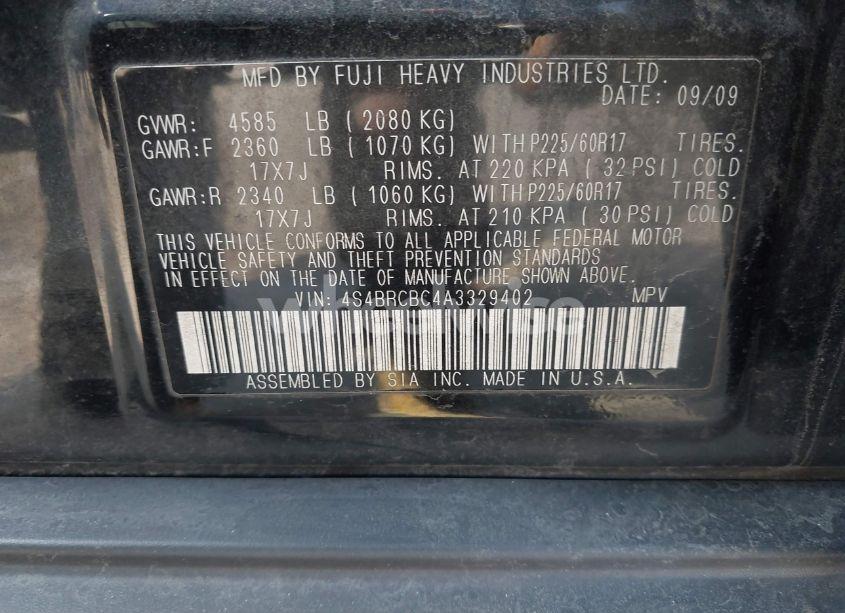 MFD BY FUJI HEAVY INDUSTRIES LTD.
DATE: 09/09
GVWR: 4585 LB ( 2080 KG)
GAWR:F 2360 LB ( 1070 KG) WITH P225/60R17 TIRES.
17X7J RIMS. AT 220 KPA ( 32 PSI) COLD
GAWR:R 2340 LB ( 1060 KG) WITH P225/60R17 TIRES.
17X7J RIMS. AT 210 KPA ( 30 PSI) COLD
THIS VEHICLE CONFORMS TO ALL APPLICABLE FEDERAL MOTOR
VEHICLE SAFETY AND THEFT PREVENTION STANDARDS
IN EFFECT ON THE DATE OF MANUFACTURE SHOWN ABOVE.
VIN: 4S4BRCBC4A3329402 MPV
ASSEMBLED BY SIA INC. MADE IN U.S.A.